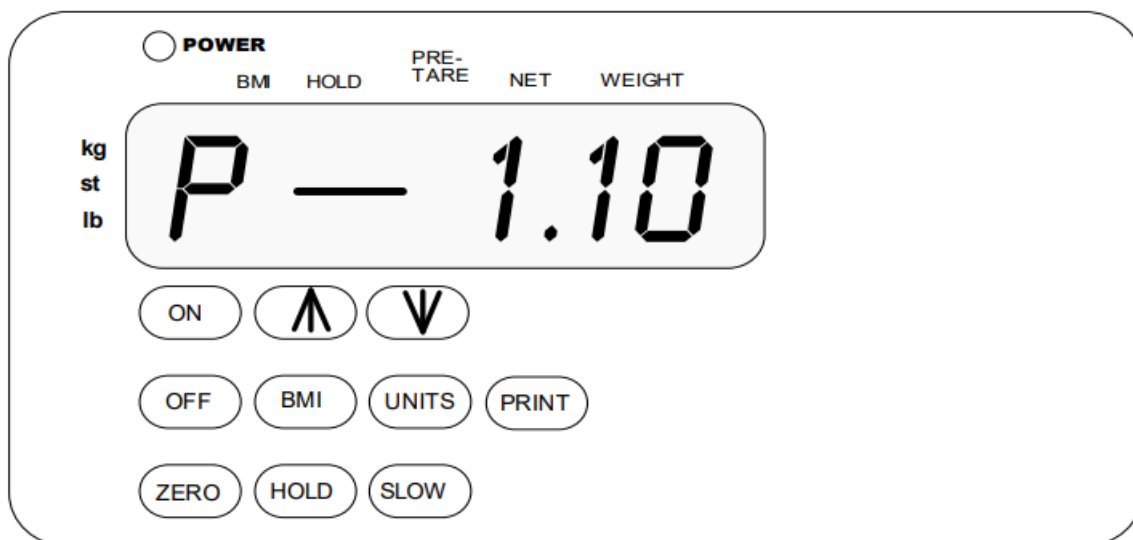 POWER
BMI HOLD PRE-TARE NET WEIGHT
kg
st
lb
P — 1.10
ON
OFF BMI UNITS PRINT
ZERO HOLD SLOW